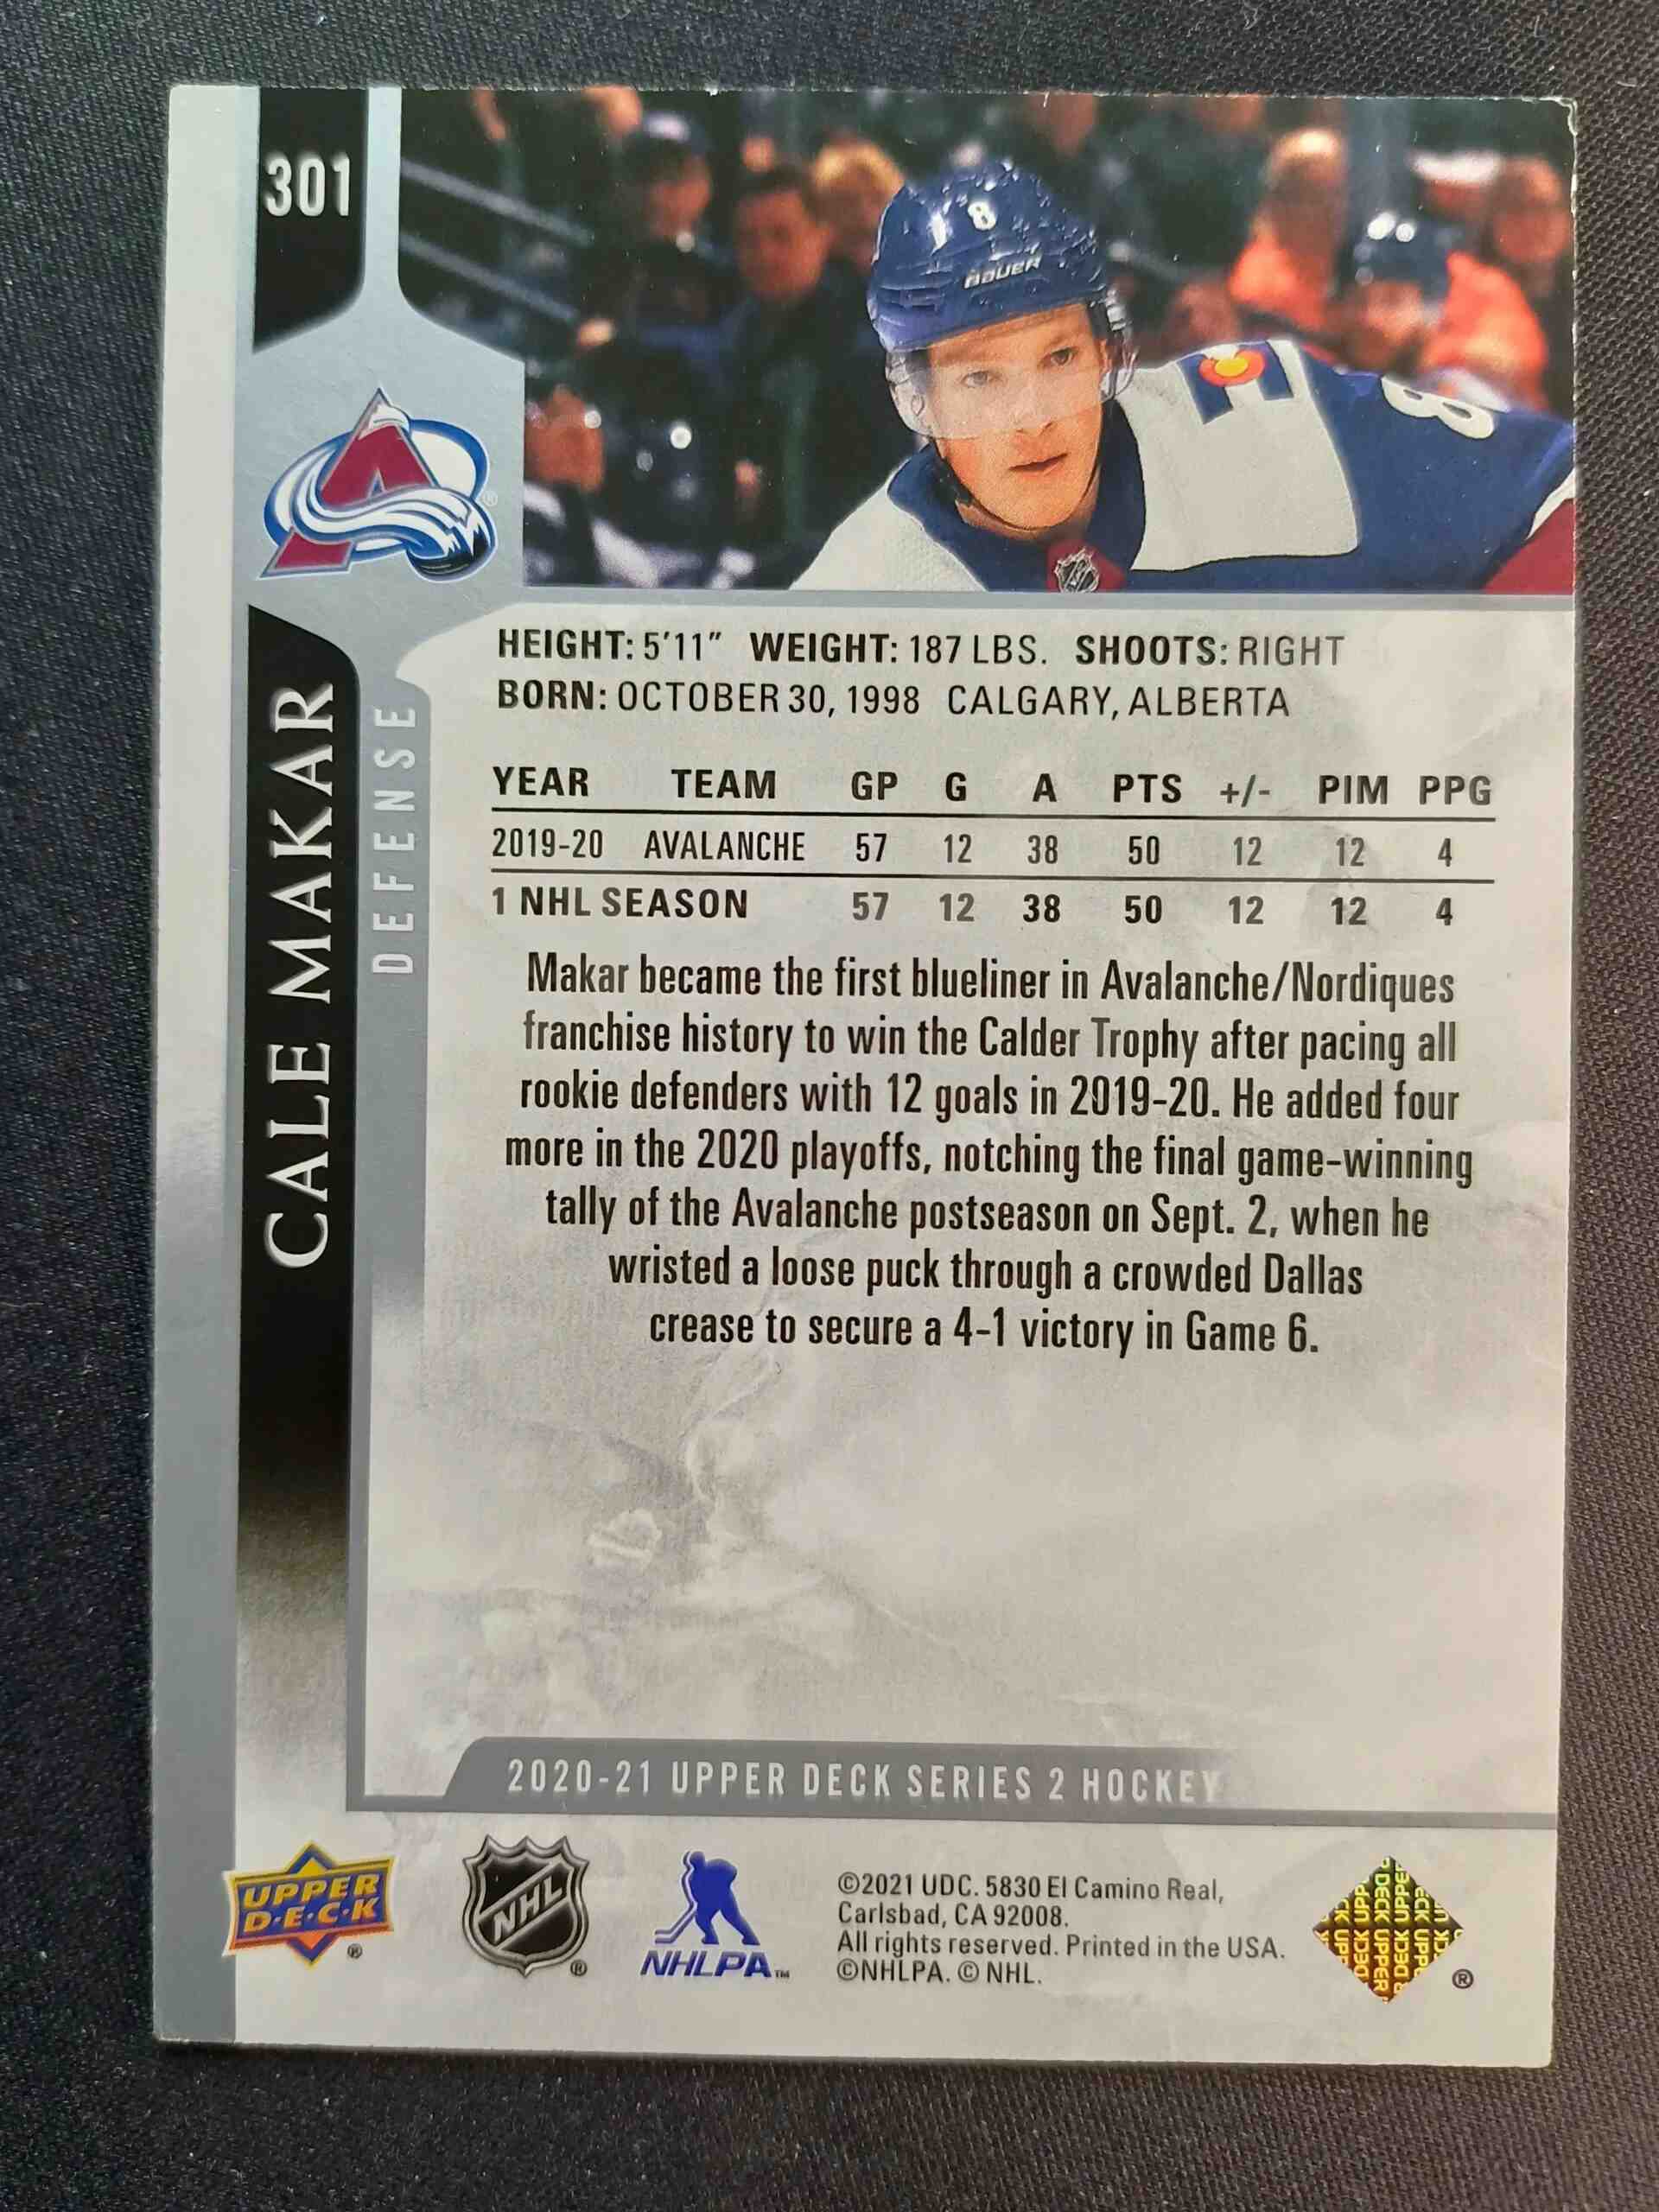 301
8
BAUER
8
CALE MAKAR
DEFENSE
HEIGHT: 5'11" WEIGHT: 187 LBS. SHOOTS: RIGHT
BORN: OCTOBER 30, 1998 CALGARY, ALBERTA
YEAR TEAM GP G A PTS +/- PIM PPG
2019-20 AVALANCHE 57 12 38 50 12 12 4
1 NHL SEASON 57 12 38 50 12 12 4
Makar became the first blueliner in Avalanche/Nordiques
franchise history to win the Calder Trophy after pacing all
rookie defenders with 12 goals in 2019-20. He added four
more in the 2020 playoffs, notching the final game-winning
tally of the Avalanche postseason on Sept. 2, when he
wristed a loose puck through a crowded Dallas
crease to secure a 4-1 victory in Game 6.
2020-21 UPPER DECK SERIES 2 HOCKEY
UPPER
D•E•C•K
®
NHL
®
NHLPA™
©2021 UDC. 5830 El Camino Real,
Carlsbad, CA 92008.
All rights reserved. Printed in the USA.
©NHLPA. © NHL.
®